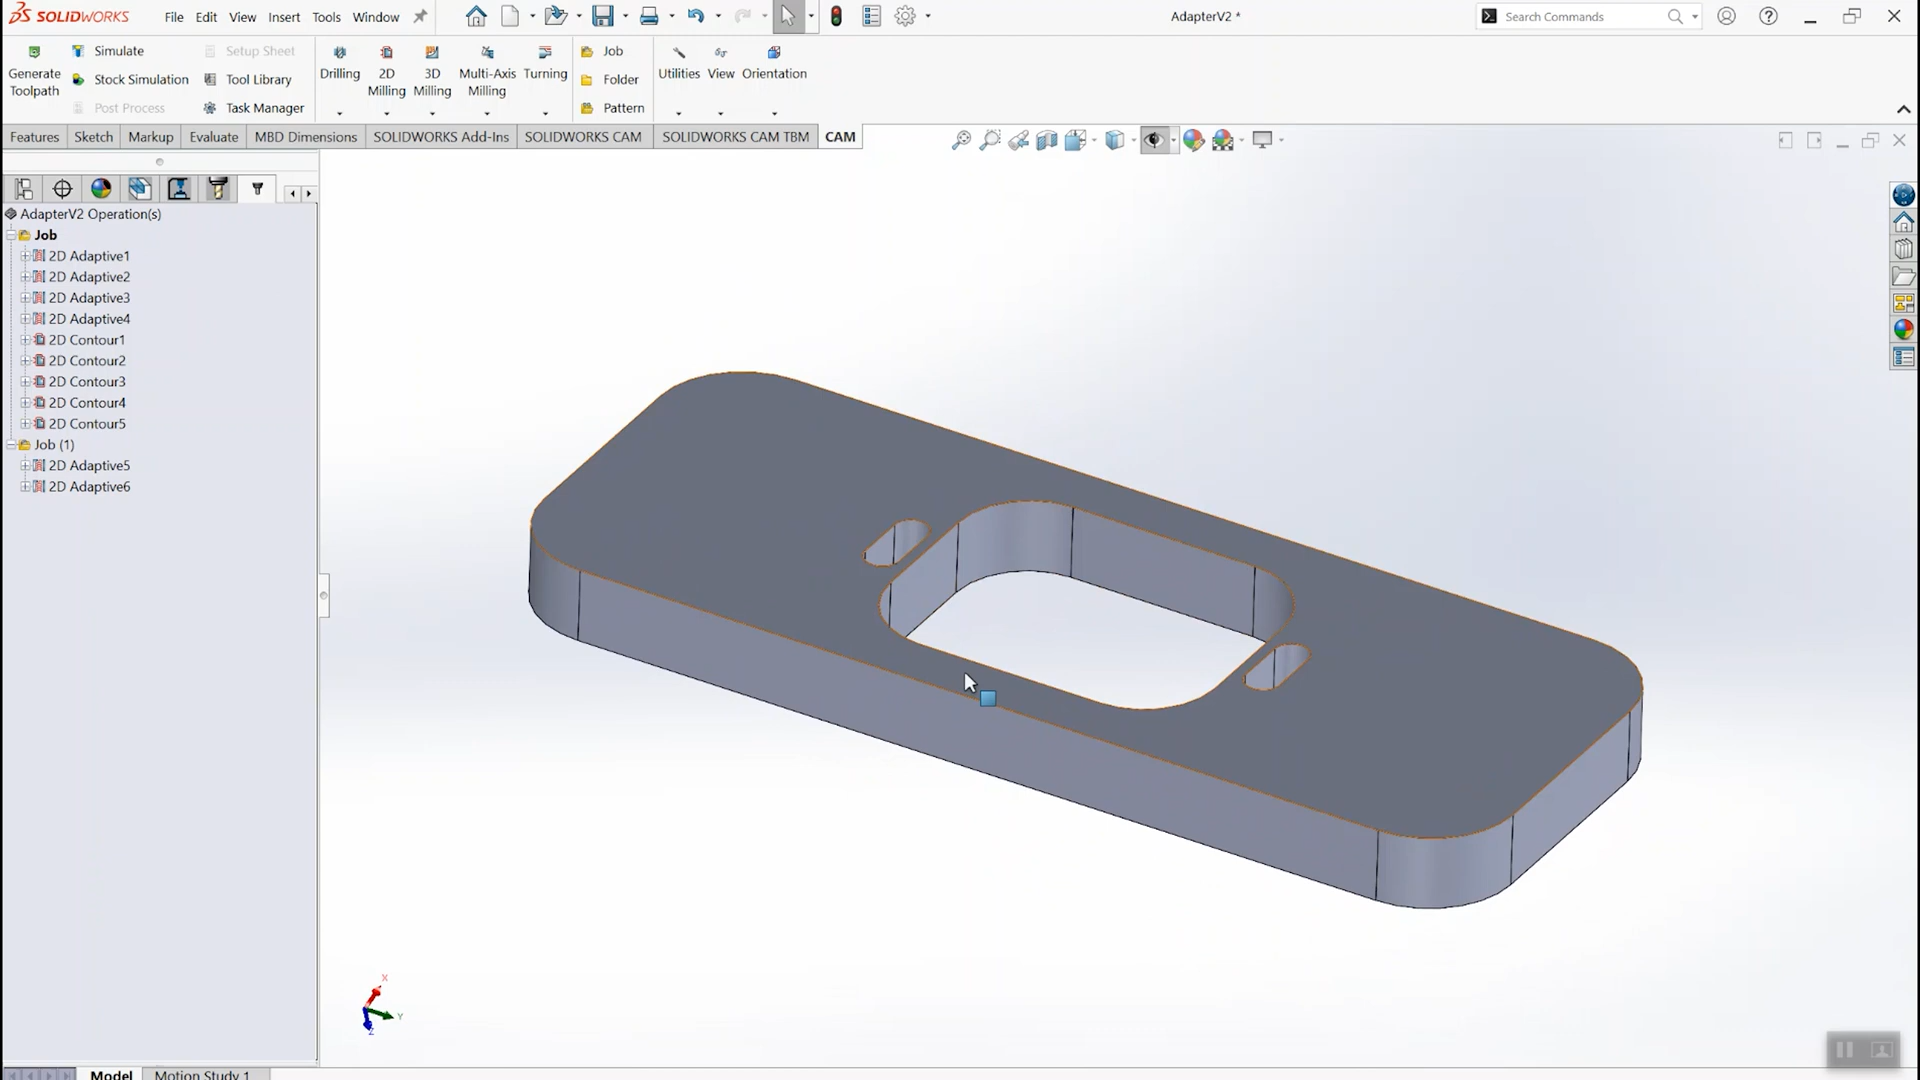 SOLIDWORKS File Edit View Insert Tools Window AdapterV2 * Search Commands
Generate Toolpath
Simulate
Stock Simulation
Post Process
Setup Sheet
Tool Library
Task Manager
Drilling
2D Milling
3D Milling
Multi-Axis Milling
Turning
Job
Folder
Pattern
Utilities
View
Orientation
Features Sketch Markup Evaluate MBD Dimensions SOLIDWORKS Add-Ins SOLIDWORKS CAM SOLIDWORKS CAM TBM CAM
AdapterV2 Operation(s)
Job
2D Adaptive1
2D Adaptive2
2D Adaptive3
2D Adaptive4
2D Contour1
2D Contour2
2D Contour3
2D Contour4
2D Contour5
Job (1)
2D Adaptive5
2D Adaptive6
X
Y
Z
Model Motion Study 1